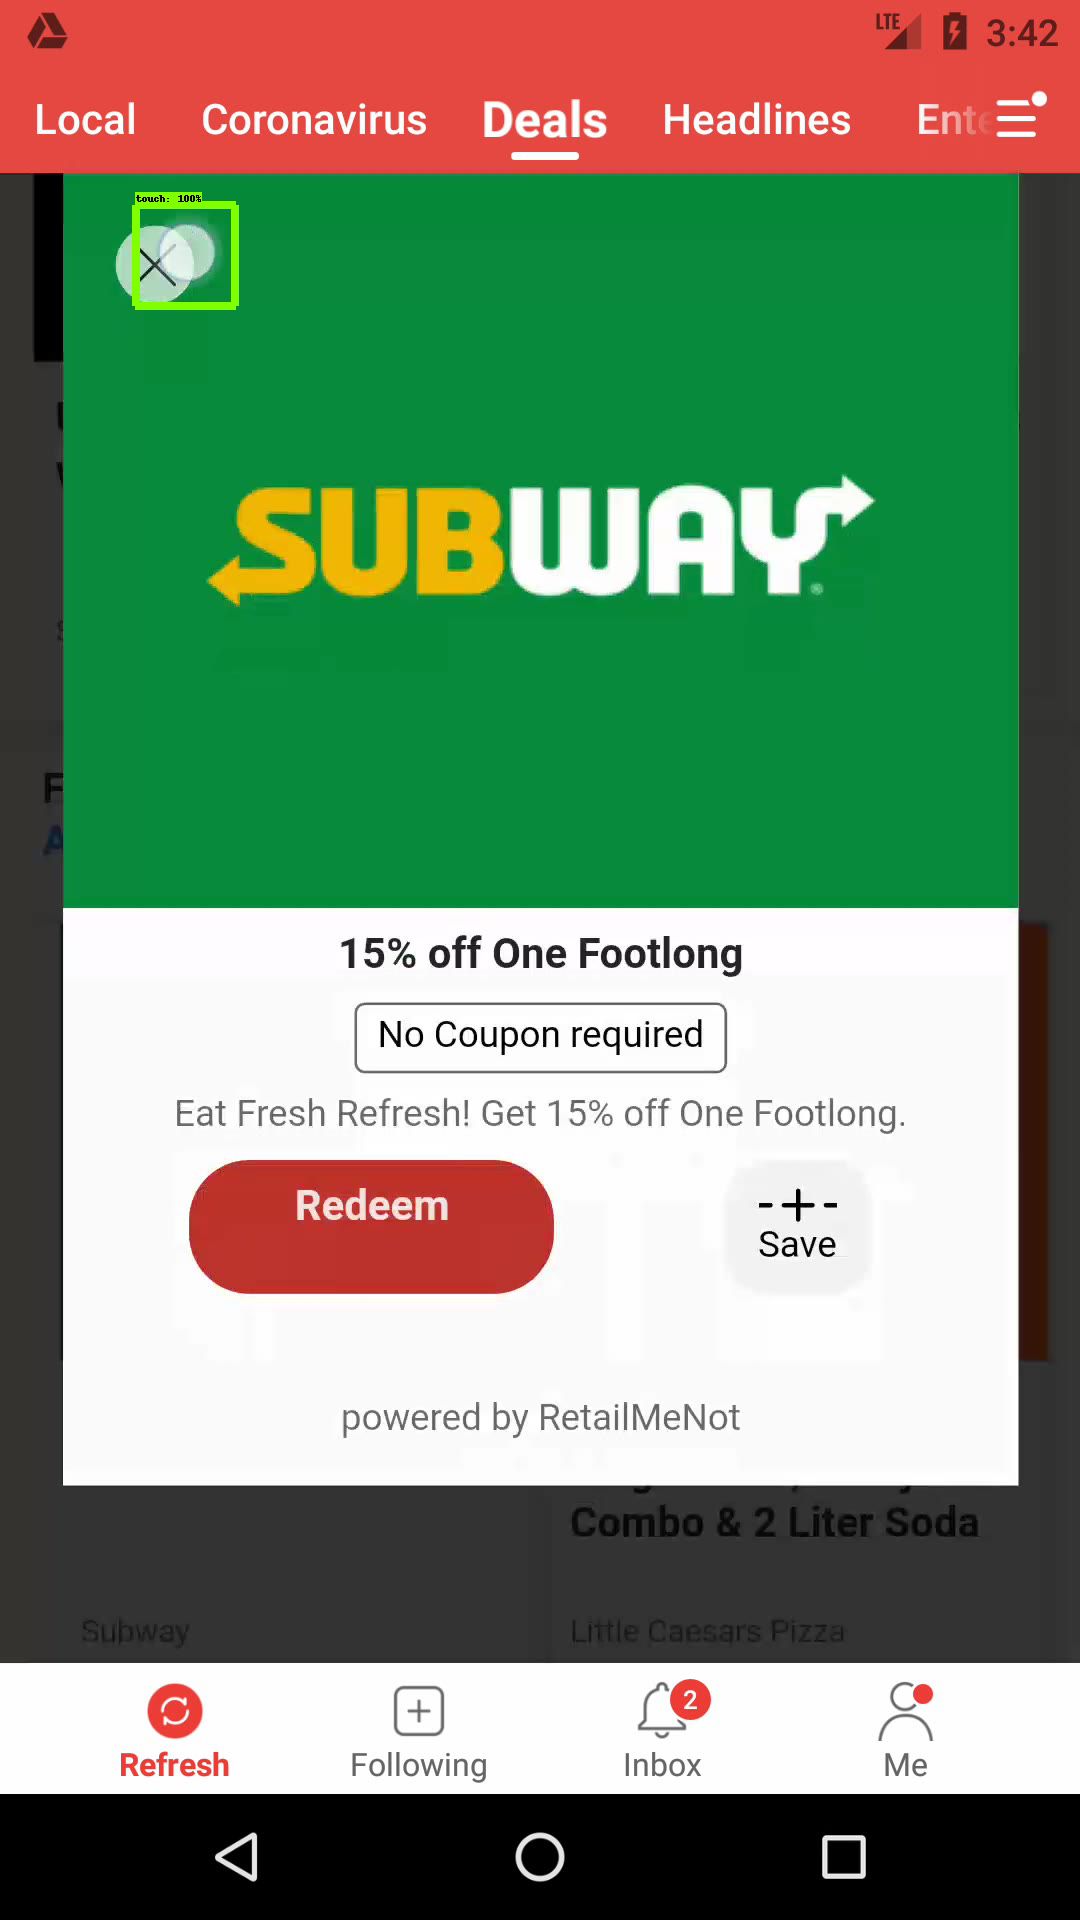 LTE 3:42
Local Coronavirus Deals Headlines Ente
touch: 100%
SUBWAY
15% off One Footlong
No Coupon required
Eat Fresh Refresh! Get 15% off One Footlong.
Redeem
Save
powered by RetailMeNot
Combo & 2 Liter Soda
Subway
Little Caesars Pizza
2
Refresh Following Inbox Me